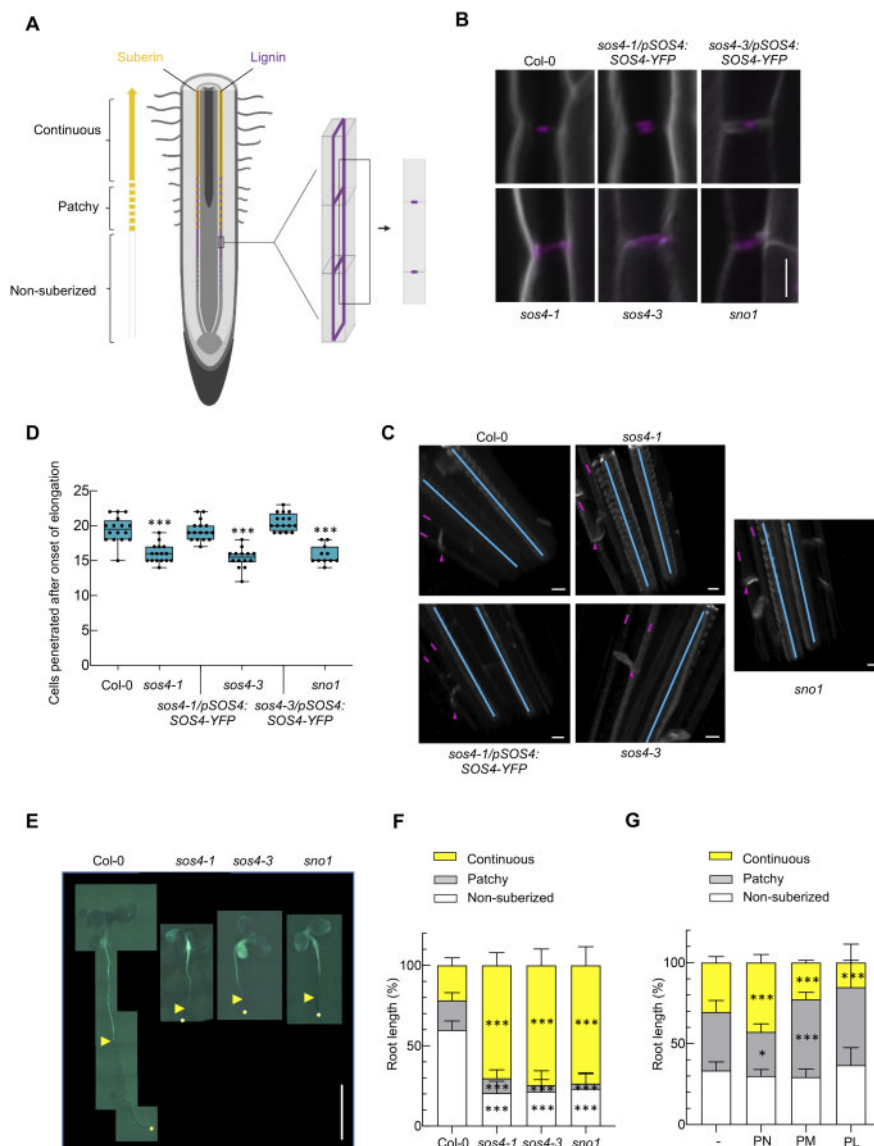 A
Suberin
Lignin
Continuous
Patchy
Non-suberized
B
Col-0
sos4-1/pSOS4:
SOS4-YFP
sos4-3/pSOS4:
SOS4-YFP
sos4-1
sos4-3
sno1
D
Cells penetrated after onset of elongation
25
20
15
10
5
0
***
***
***
Col-0
sos4-1
sos4-1/pSOS4:
SOS4-YFP
sos4-3
sos4-3/pSOS4:
SOS4-YFP
sno1
C
Col-0
sos4-1
sos4-1/pSOS4:
SOS4-YFP
sos4-3
sno1
E
Col-0
sos4-1
sos4-3
sno1
F
Continuous
Patchy
Non-suberized
Root length (%)
100
50
0
*** *** ***
*** *** ***
*** *** ***
Col-0 sos4-1 sos4-3 sno1
G
Continuous
Patchy
Non-suberized
Root length (%)
100
50
0
*** *** ***
* ***
- PN PM PL